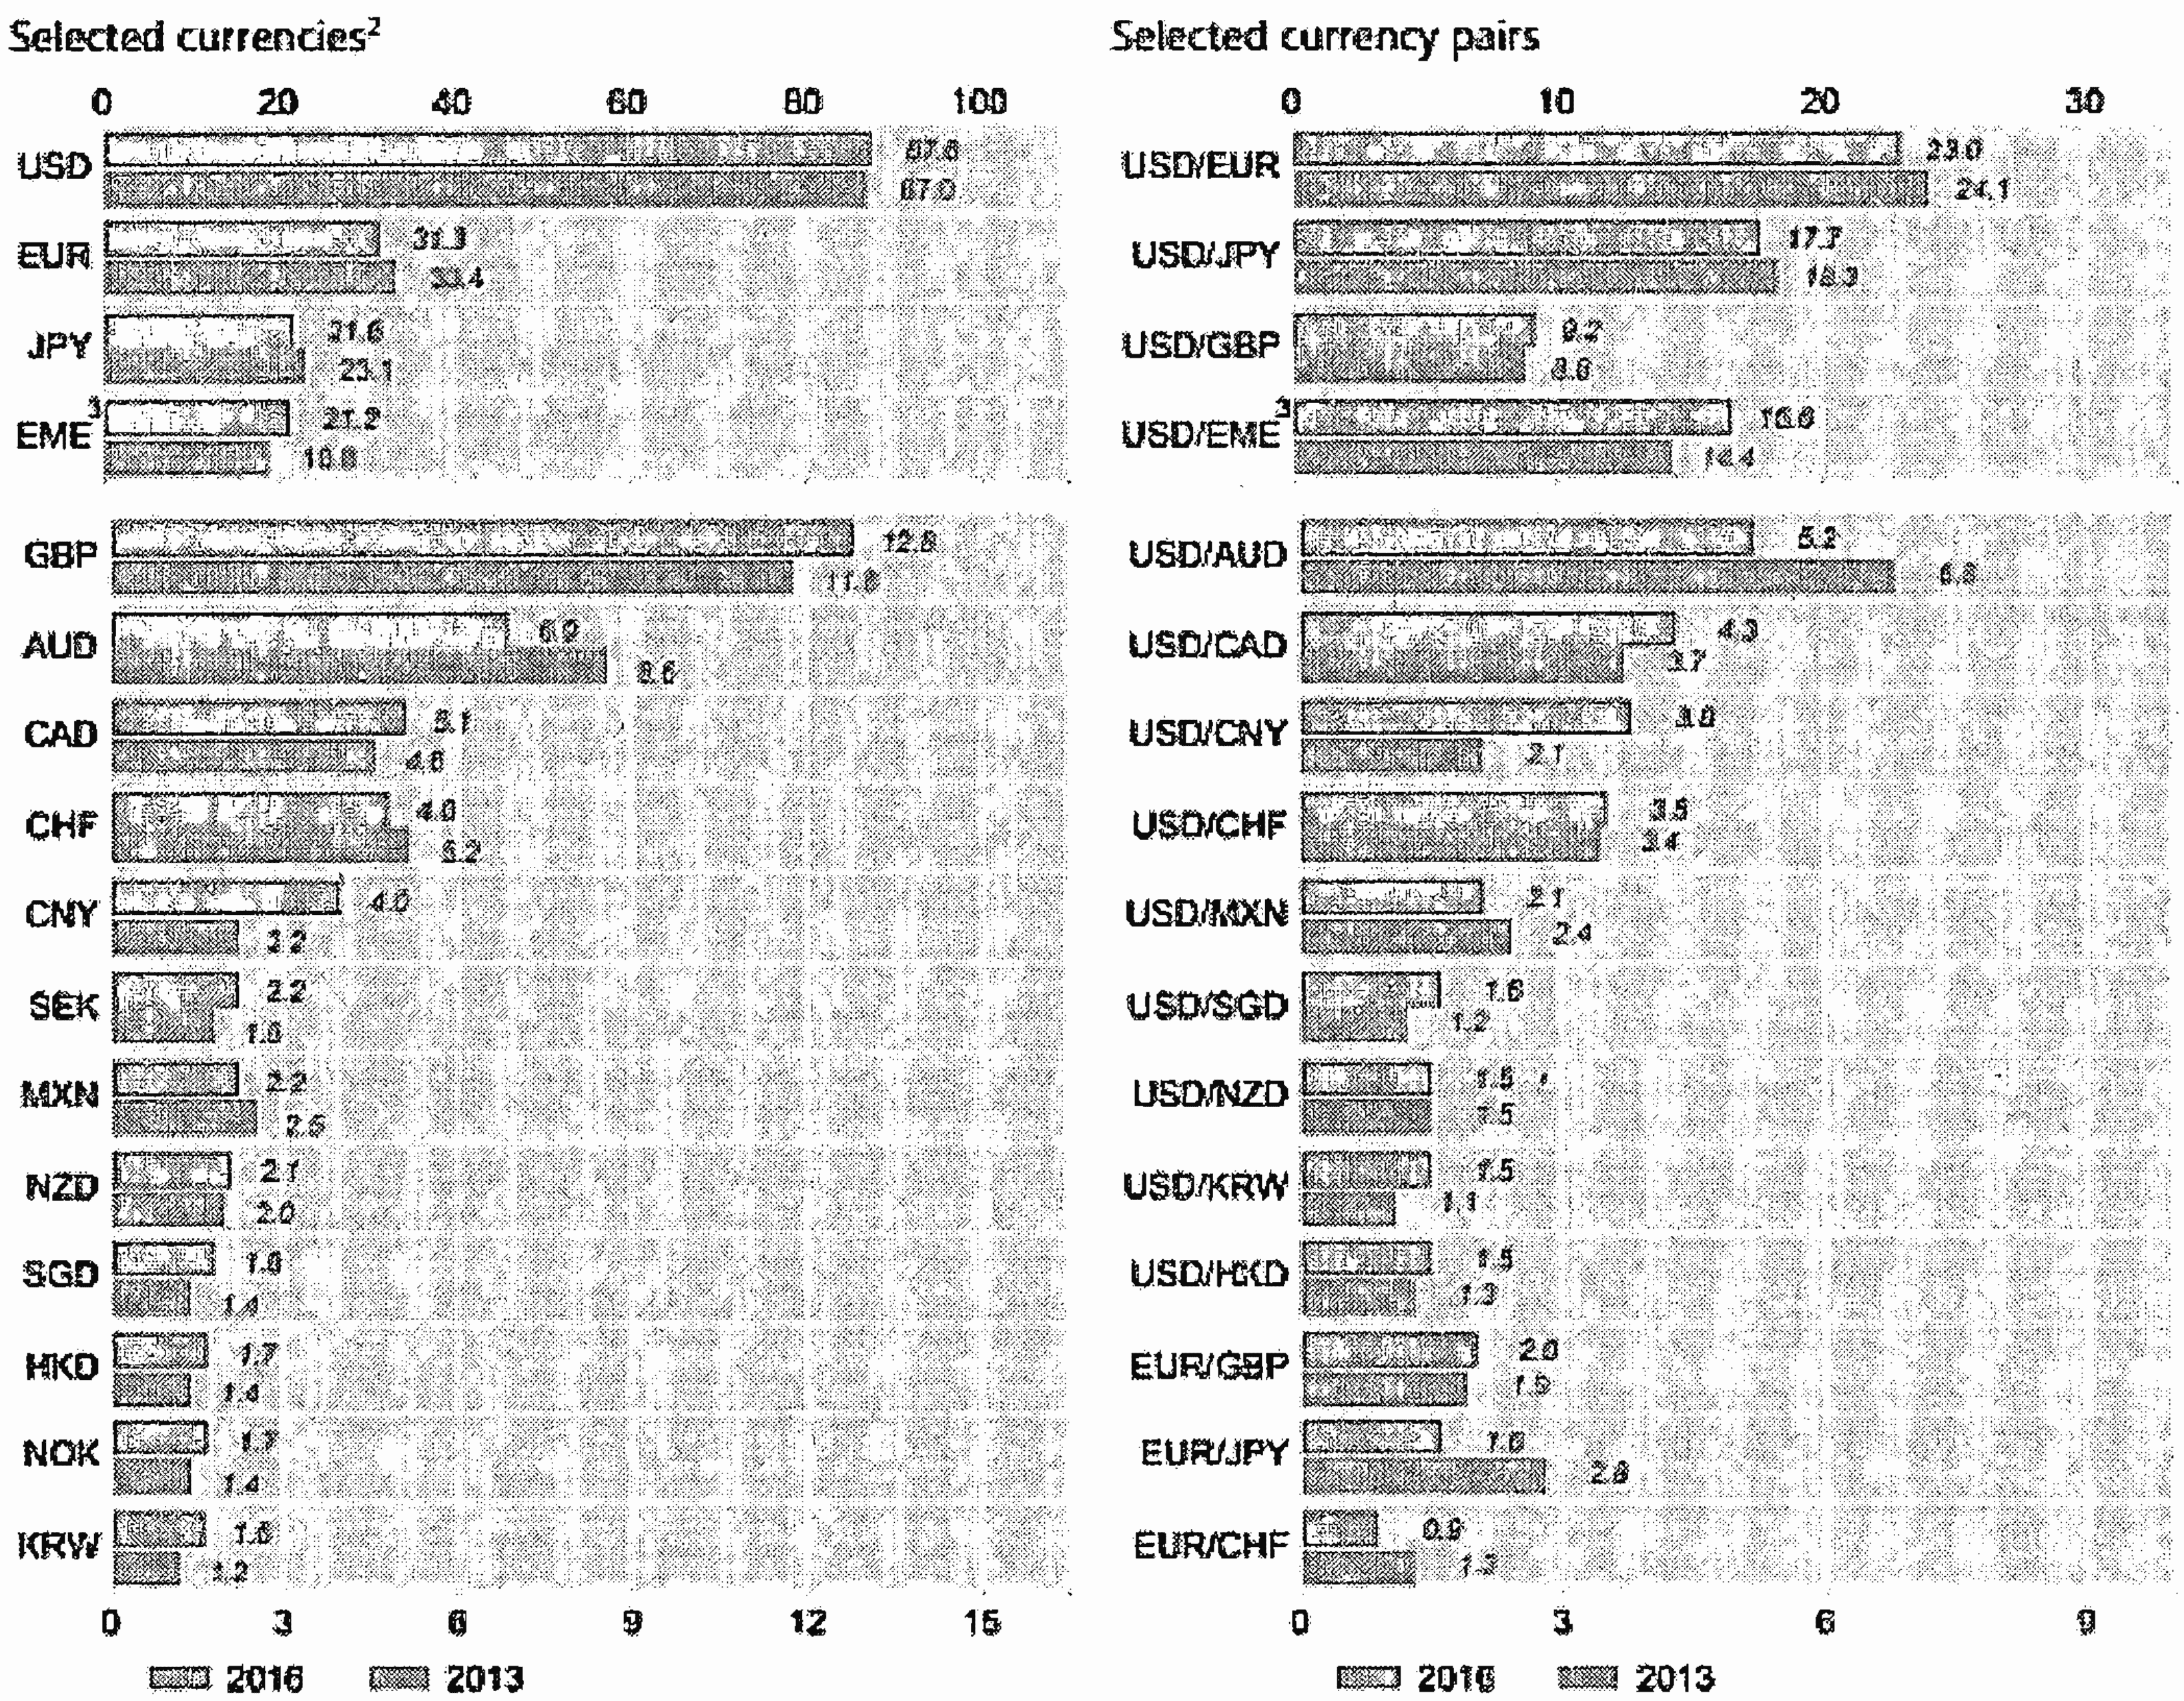 Selected currencies²
0 20 40 60 80 100
USD 87.6
87.0
EUR 31.3
33.4
JPY 21.6
23.1
EME³ 21.2
18.8
GBP 12.8
11.8
AUD 6.9
8.6
CAD 5.1
4.6
CHF 4.8
5.2
CNY 4.0
2.2
SEK 2.2
1.8
MXN 2.2
2.5
NZD 2.1
2.0
SGD 1.8
1.4
HKD 1.7
1.4
NOK 1.7
1.4
KRW 1.6
1.2
0 3 6 9 12 15
2016 2013
Selected currency pairs
0 10 20 30
USD/EUR 23.0
24.1
USD/JPY 17.7
18.3
USD/GBP 9.2
8.8
USD/EME³
14.4
USD/AUD 5.2
6.8
USD/CAD 4.3
3.7
USD/CNY 3.8
2.1
USD/CHF 3.5
3.4
USD/MXN 2.1
2.4
USD/SGD 1.6
1.2
USD/NZD 1.5
1.5
USD/KRW 1.5
1.1
USD/HKD 1.5
1.3
EUR/GBP 2.0
1.9
EUR/JPY 1.6
2.8
EUR/CHF 0.9
1.3
0 3 6 9
2016 2013